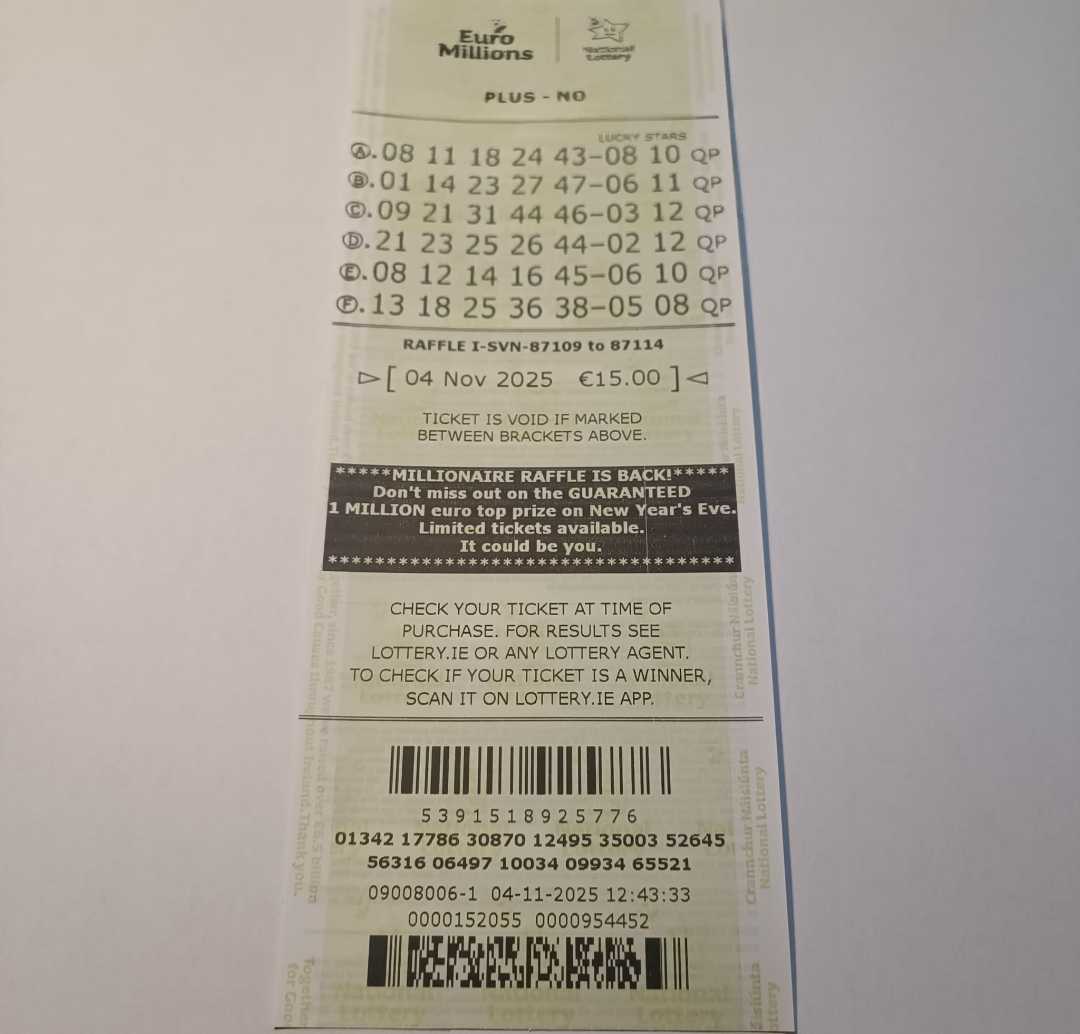 Euro Millions
National Lottery
PLUS - NO
LUCKY STARS
Ⓐ.08 11 18 24 43-08 10 QP
Ⓑ.01 14 23 27 47-06 11 QP
Ⓒ.09 21 31 44 46-03 12 QP
Ⓓ.21 23 25 26 44-02 12 QP
Ⓔ.08 12 14 16 45-06 10 QP
Ⓕ.13 18 25 36 38-05 08 QP
RAFFLE I-SVN-87109 to 87114
▷[ 04 Nov 2025 €15.00 ]◁
TICKET IS VOID IF MARKED
BETWEEN BRACKETS ABOVE.
*****MILLIONAIRE RAFFLE IS BACK!*****
Don't miss out on the GUARANTEED
1 MILLION euro top prize on New Year's Eve.
Limited tickets available.
It could be you.
***********************************
CHECK YOUR TICKET AT TIME OF
PURCHASE. FOR RESULTS SEE
LOTTERY.IE OR ANY LOTTERY AGENT.
TO CHECK IF YOUR TICKET IS A WINNER,
SCAN IT ON LOTTERY.IE APP.
5391518925776
01342 17786 30870 12495 35003 52645
56316 06497 10034 09934 65521
09008006-1 04-11-2025 12:43:33
0000152055 0000954452
Crannchur Náisiúnta
National Lottery